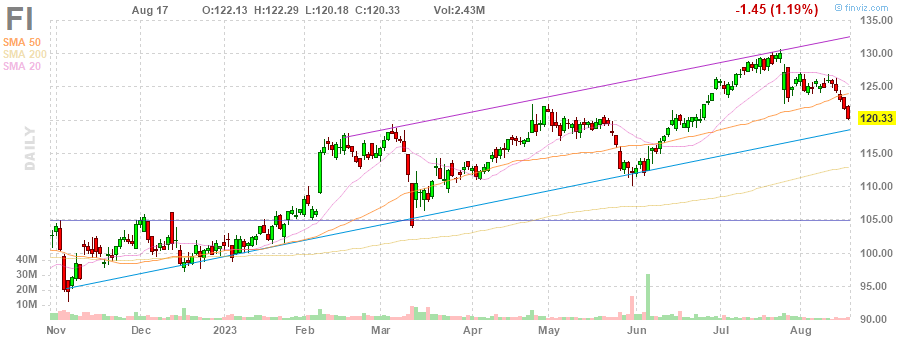 FI Aug 17 O:122.13 H:122.29 L:120.18 C:120.33 Vol:2.43M -1.45 (1.19%) © finviz.com
SMA 50
SMA 200
SMA 20
DAILY
135.00
130.00
125.00
120.33
115.00
110.00
105.00
100.00
95.00
90.00
40M
30M
20M
10M
Nov Dec 2023 Feb Mar Apr May Jun Jul Aug